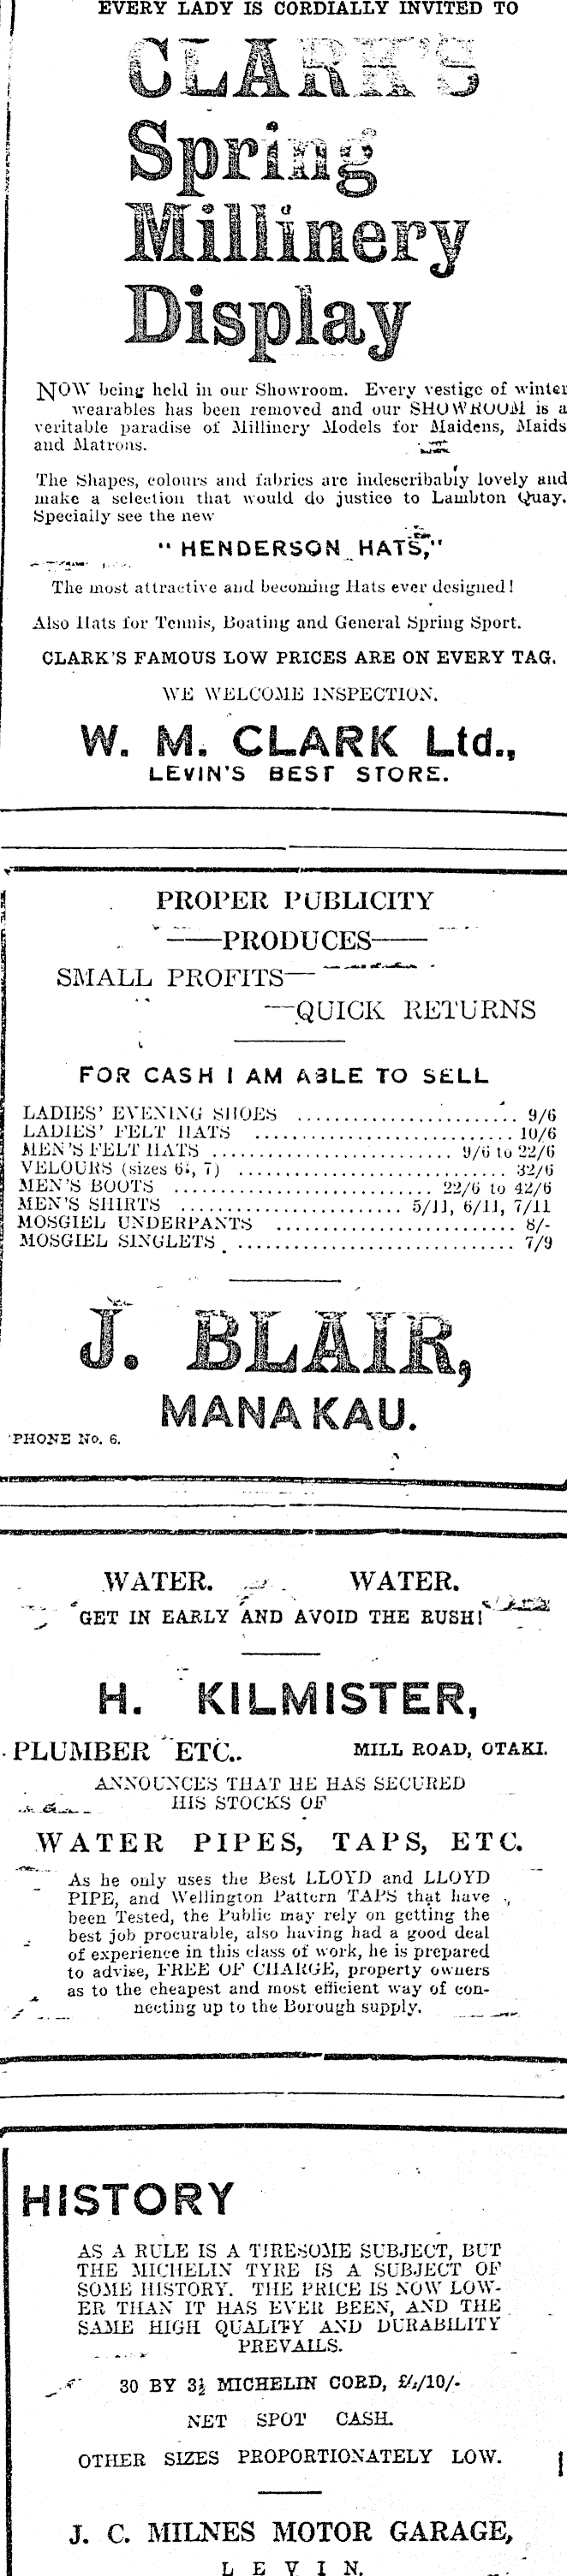 EVERY LADY IS CORDIALLY INVITED TO
CLARK'S
Spring
Millinery
Display
NOW being held in our Showroom. Every vestige of winter
wearables has been removed and our SHOWROOM is a
veritable paradise of Millinery Models for Maidens, Maids
and Matrons.
The Shapes, colours and fabrics are indescribably lovely and
make a selection that would do justice to Lambton Quay.
Specially see the new
"HENDERSON HATS,"
The most attractive and becoming Hats ever designed!
Also Hats for Tennis, Boating and General Spring Sport.
CLARK'S FAMOUS LOW PRICES ARE ON EVERY TAG.
WE WELCOME INSPECTION.
W. M. CLARK Ltd.,
LEVIN'S BEST STORE.
PROPER PUBLICITY
——PRODUCES——
SMALL PROFITS—
—QUICK RETURNS
FOR CASH I AM ABLE TO SELL
LADIES' EVENING SHOES ........................ 9/6
LADIES' FELT HATS ............................ 10/6
MEN'S FELT HATS ........................ 9/6 to 22/6
VELOURS (sizes 6¾, 7) ........................ 32/6
MEN'S BOOTS ........................ 22/6 to 42/6
MEN'S SHIRTS ........................ 5/11, 6/11, 7/11
MOSGIEL UNDERPANTS ........................ 8/-
MOSGIEL SINGLETS ........................ 7/9
J. BLAIR,
MANAKAU.
'PHONE No. 6.
WATER. WATER.
GET IN EARLY AND AVOID THE RUSH!
H. KILMISTER,
PLUMBER ETC.. MILL ROAD, OTAKI.
ANNOUNCES THAT HE HAS SECURED
HIS STOCKS OF
WATER PIPES, TAPS, ETC.
As he only uses the Best LLOYD and LLOYD
PIPE, and Wellington Pattern TAPS that have
been Tested, the Public may rely on getting the
best job procurable, also having had a good deal
of experience in this class of work, he is prepared
to advise, FREE OF CHARGE, property owners
as to the cheapest and most efficient way of con-
necting up to the Borough supply.
HISTORY
AS A RULE IS A TIRESOME SUBJECT, BUT
THE MICHELIN TYRE IS A SUBJECT OF
SOME HISTORY. THE PRICE IS NOW LOW-
ER THAN IT HAS EVER BEEN, AND THE
SAME HIGH QUALITY AND DURABILITY
PREVAILS.
30 BY 3½ MICHELIN CORD, £4/10/-
NET SPOT CASH.
OTHER SIZES PROPORTIONATELY LOW.
J. C. MILNES MOTOR GARAGE,
LEVIN.